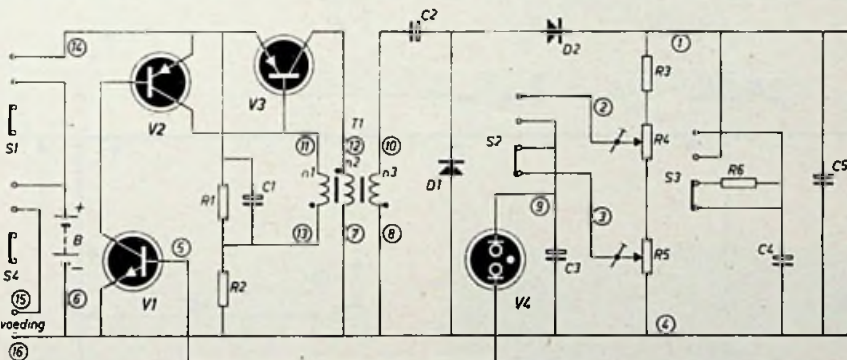 C2
D2
14
1
V2
V3
R3
T1
2
S1
11
12
n2
10
S2
R4
n1
n3
R6
C5
R1
C1
D1
S3
9
3
+
B
5
13
7
8
S4
-
C3
R5
C4
15
6
V1
R2
V4
voeding
4
16